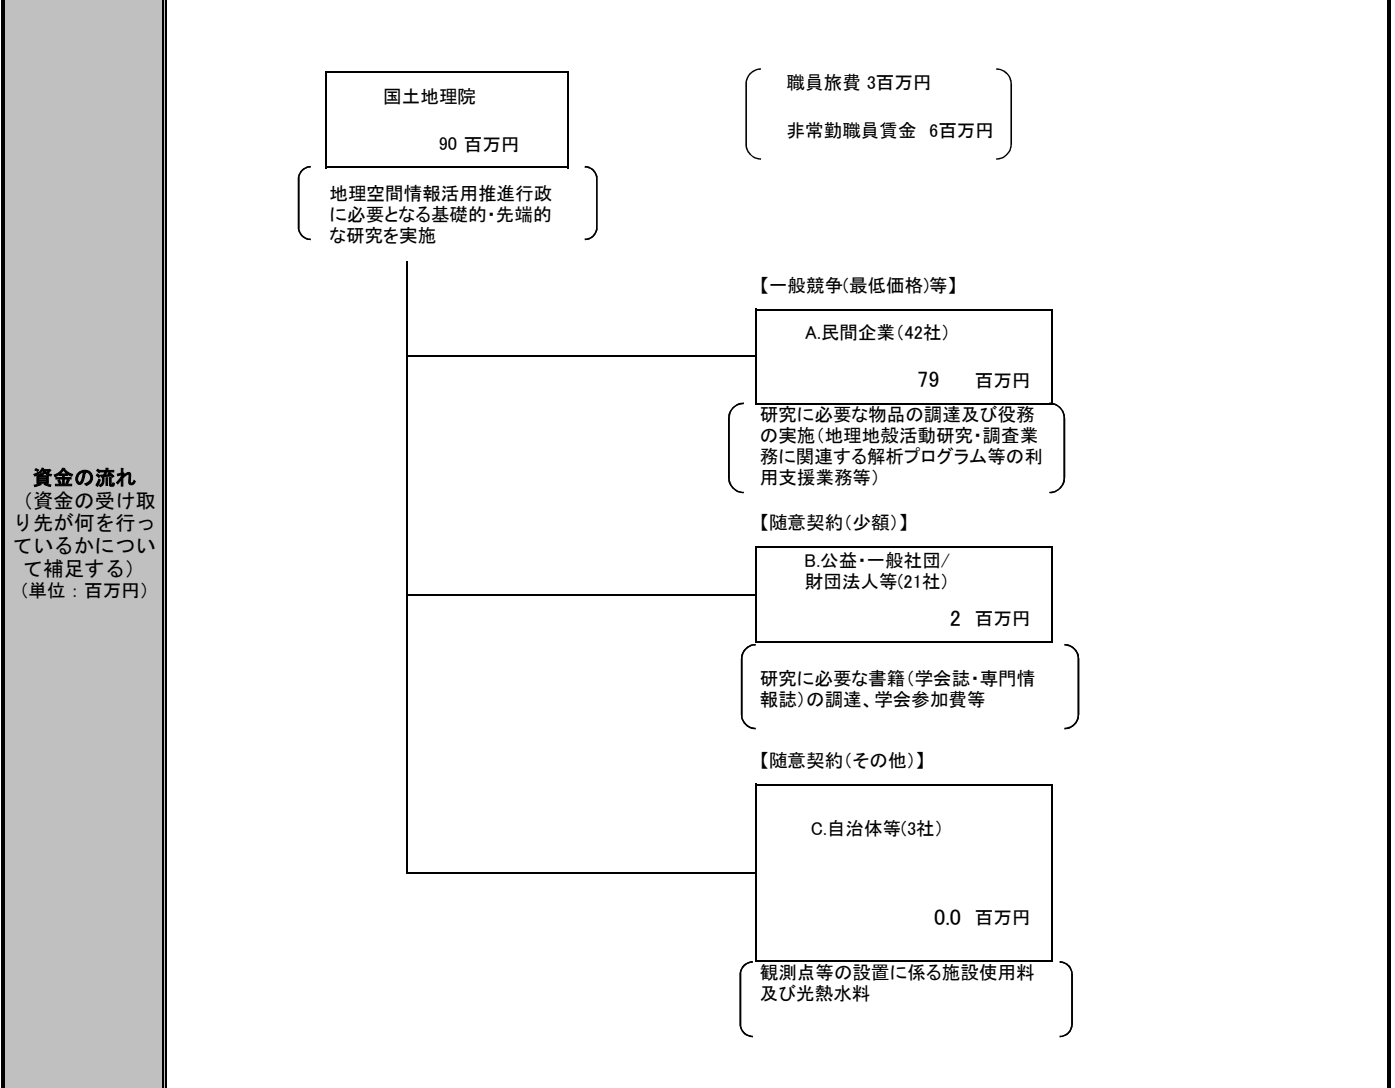 資金の流れ
（資金の受け取
り先が何を行っ
ているかについ
て補足する）
（単位：百万円）
国土地理院
90 百万円
地理空間情報活用推進行政
に必要となる基礎的・先端的
な研究を実施
職員旅費 3百万円
非常勤職員賃金 6百万円
【一般競争(最低価格)等】
A.民間企業（42社）
79 百万円
研究に必要な物品の調達及び役務
の実施（地理地殻活動研究・調査業
務に関連する解析プログラム等の利
用支援業務等）
【随意契約（少額）】
B.公益・一般社団/
財団法人等(21社）
2 百万円
研究に必要な書籍（学会誌・専門情
報誌）の調達、学会参加費等
【随意契約（その他）】
C.自治体等(3社）
0.0 百万円
観測点等の設置に係る施設使用料
及び光熱水料